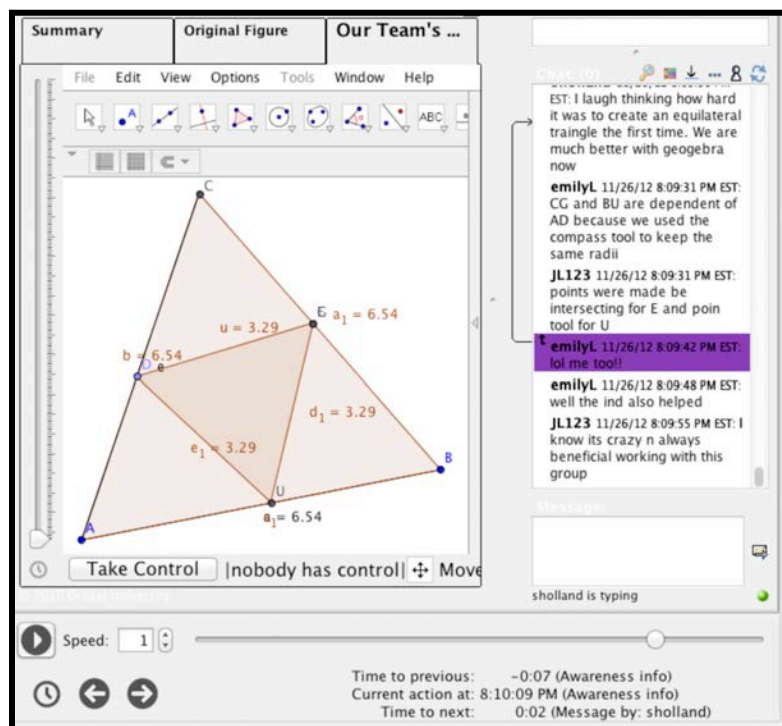 Summary
Original Figure
Our Team's ...
File Edit View Options Tools Window Help
A
ABC
C
E a₁ = 6.54
u = 3.29
b = 6.54
D
e
d₁ = 3.29
e₁ = 3.29
B
U
A
= 6.54
Take Control |nobody has control| Move
Chat (0)
EST: I laugh thinking how hard
it was to create an equilateral
traingle the first time. We are
much better with geogebra
now
emilyL 11/26/12 8:09:31 PM EST:
CG and BU are dependent of
AD because we used the
compass tool to keep the
same radii
JL123 11/26/12 8:09:31 PM EST:
points were made be
intersecting for E and poin
tool for U
t emilyL 11/26/12 8:09:42 PM EST:
lol me too!!
emilyL 11/26/12 8:09:48 PM EST:
well the ind also helped
JL123 11/26/12 8:09:55 PM EST: I
know its crazy n always
beneficial working with this
group
Message:
sholland is typing
Speed: 1
Time to previous: -0:07 (Awareness info)
Current action at: 8:10:09 PM (Awareness info)
Time to next: 0:02 (Message by: sholland)